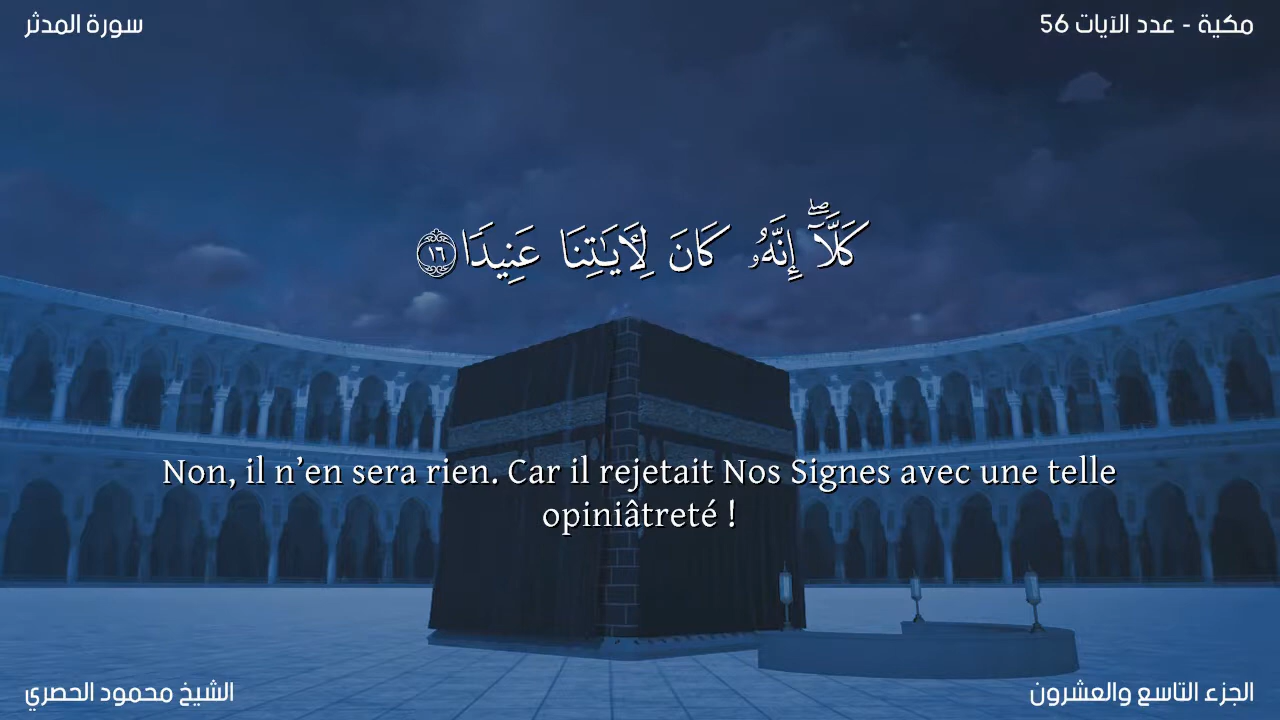 مكية - عدد الآيات 56
سورة المدثر
كَلَّآ ۖ إِنَّهُۥ كَانَ لِأَيَـٰتِنَا عَنِيدًا ١٦
Non, il n’en sera rien. Car il rejetait Nos Signes avec une telle
opiniâtreté !
الجزء التاسع والعشرون
الشيخ محمود الحصري